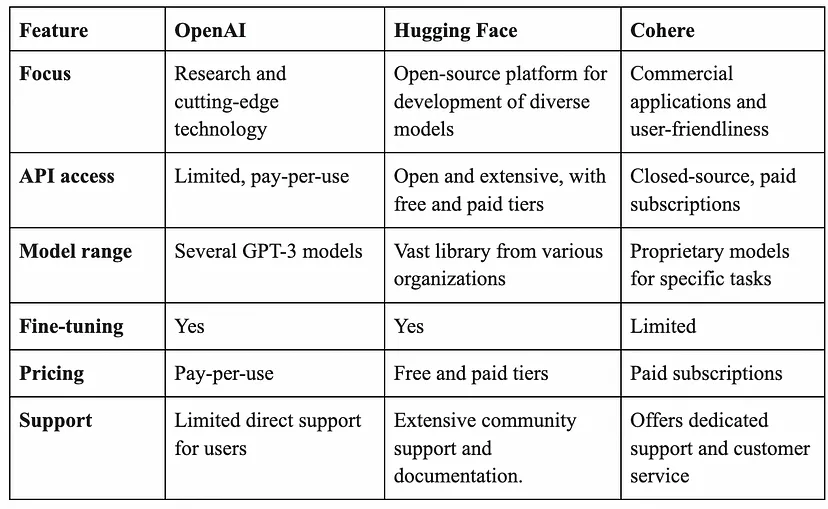 Feature OpenAI Hugging Face Cohere
Focus Research and Open-source platform for Commercial
cutting-edge development of diverse applications and
technology models user-friendliness
API access Limited, pay-per-use Open and extensive, with Closed-source, paid
free and paid tiers subscriptions
Model range Several GPT-3 models Vast library from various Proprietary models
organizations for specific tasks
Fine-tuning Yes Yes Limited
Pricing Pay-per-use Free and paid tiers Paid subscriptions
Support Limited direct support Extensive community Offers dedicated
for users support and support and customer
documentation. service